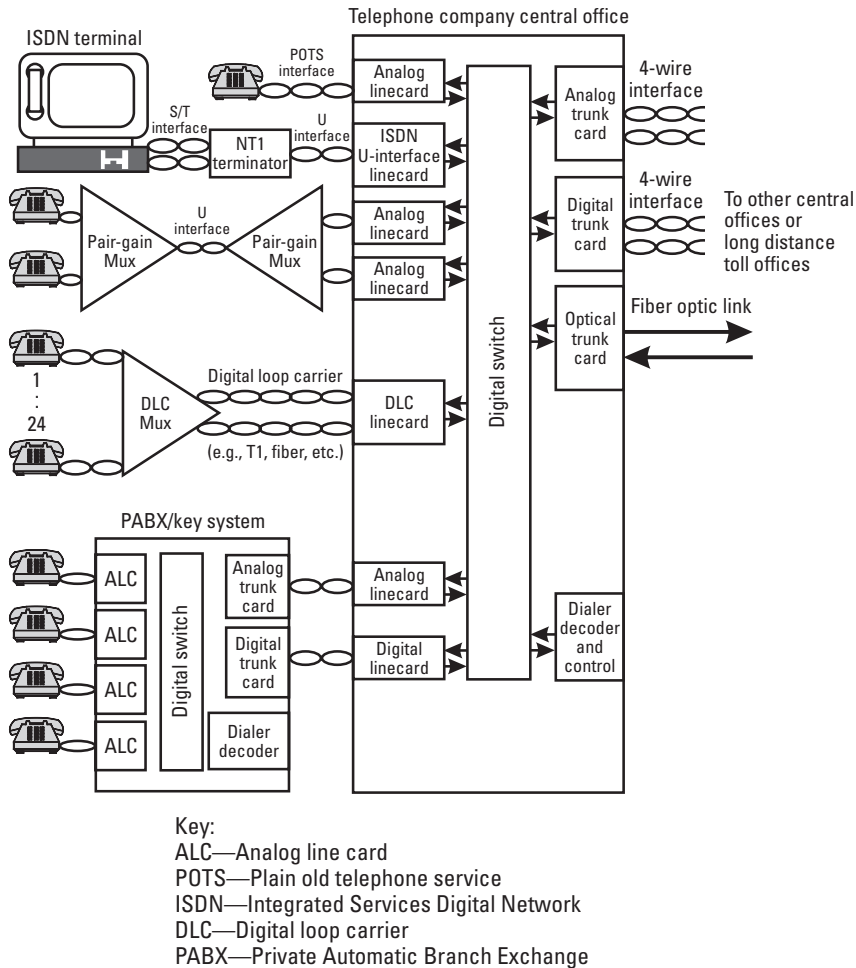 Telephone company central office
ISDN terminal
POTS
interface
Analog
linecard
Analog
trunk
card
4-wire
interface
S/T
interface
NT1
terminator
U
interface
ISDN
U-interface
linecard
Pair-gain
Mux
U
interface
Pair-gain
Mux
Analog
linecard
Analog
linecard
Digital
trunk
card
4-wire
interface
To other central
offices or
long distance
toll offices
Digital switch
Optical
trunk
card
Fiber optic link
1
:
24
DLC
Mux
Digital loop carrier
(e.g., T1, fiber, etc.)
DLC
linecard
PABX/key system
ALC
ALC
ALC
ALC
Digital switch
Analog
trunk
card
Digital
trunk
card
Dialer
decoder
Analog
linecard
Digital
linecard
Dialer
decoder
and
control
Key:
ALC—Analog line card
POTS—Plain old telephone service
ISDN—Integrated Services Digital Network
DLC—Digital loop carrier
PABX—Private Automatic Branch Exchange